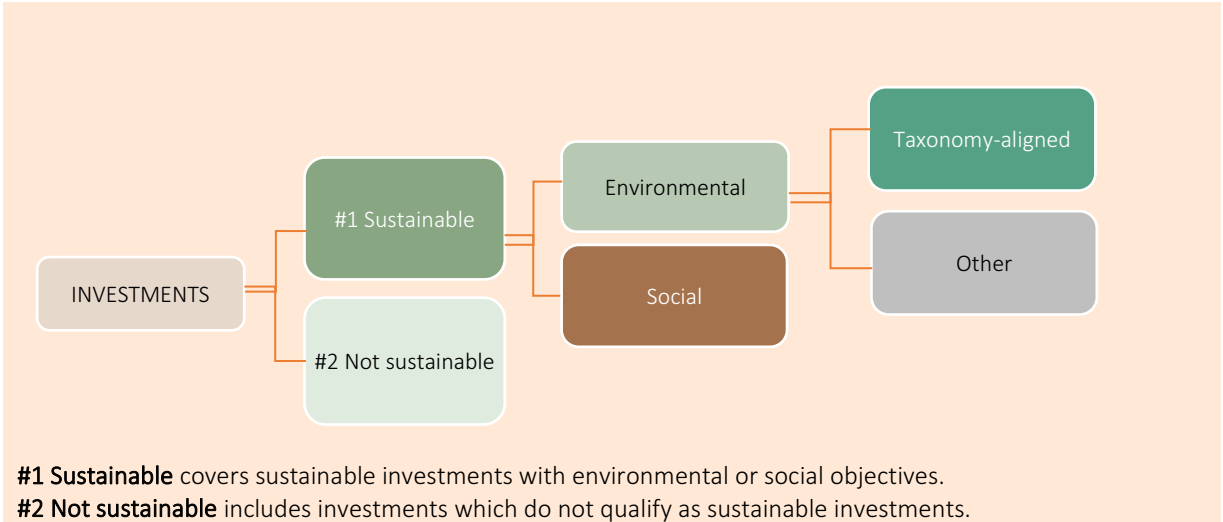 INVESTMENTS
#1 Sustainable
#2 Not sustainable
Environmental
Social
Taxonomy-aligned
Other
#1 Sustainable covers sustainable investments with environmental or social objectives.
#2 Not sustainable includes investments which do not qualify as sustainable investments.